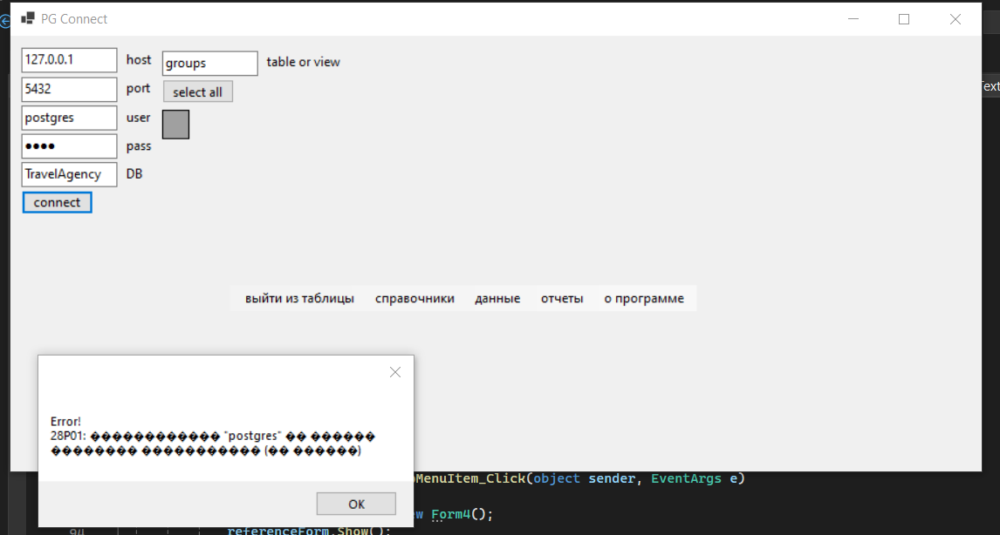 PG Connect
127.0.0.1 host
groups table or view
5432 port
select all
postgres user
●●●● pass
TravelAgency DB
connect
выйти из таблицы справочники данные отчеты о программе
Error!
28P01: ������������ "postgres" �� ������
�������� ����������� (�� ������)
OK
MenuItem_Click(object sender, EventArgs e)
Form4();
94 referenceForm.Show();
Text